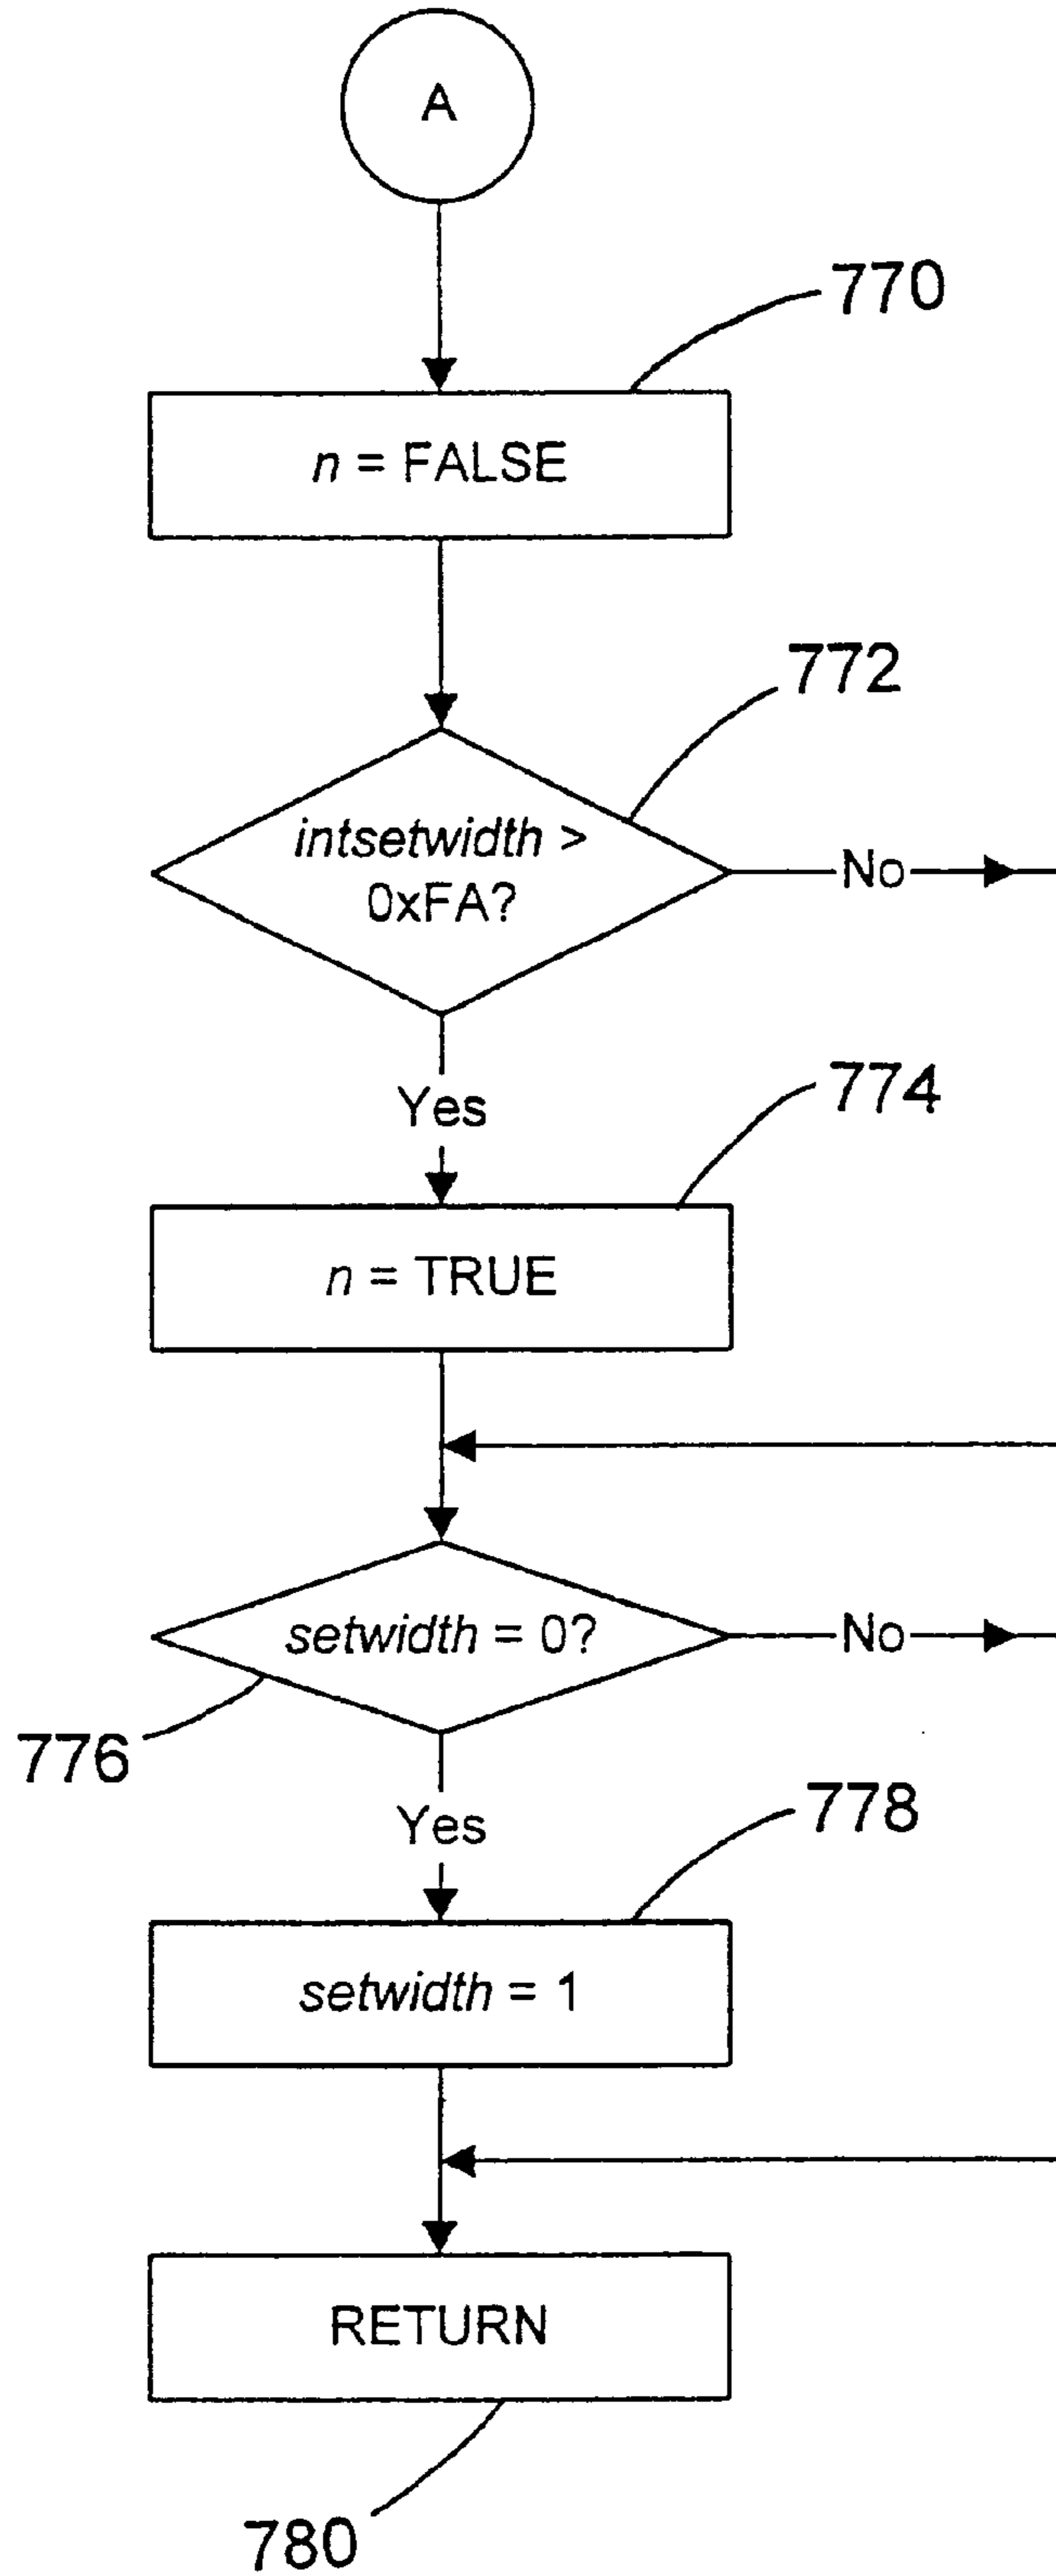 A
770
n = FALSE
772
intsetwidth >
0xFA?
No
Yes
774
n = TRUE
setwidth = 0?
No
776
Yes
778
setwidth = 1
RETURN
780